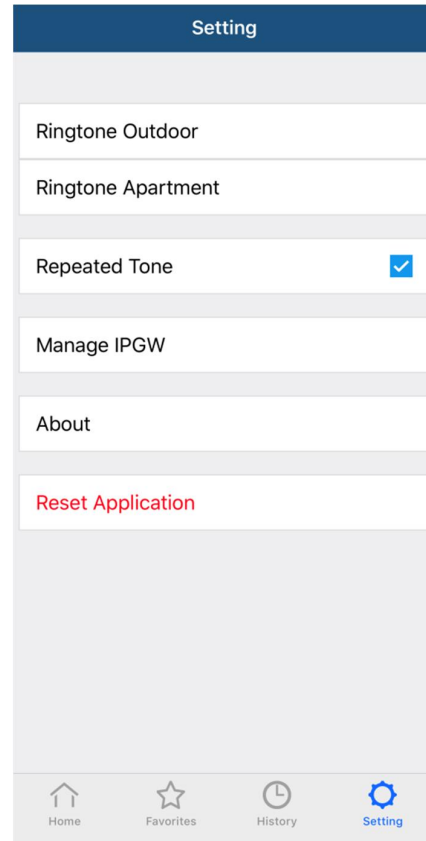 Setting
Ringtone Outdoor
Ringtone Apartment
Repeated Tone
Manage IPGW
About
Reset Application
Home Favorites History Setting